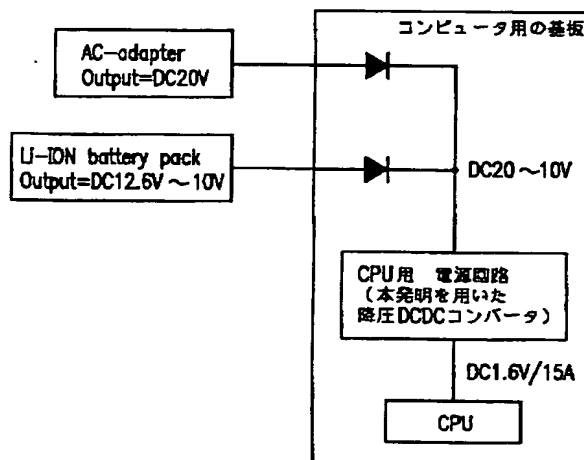 コンピュータ用の基板
AC-adapter
Output=DC20V
Li-ION battery pack
Output=DC12.6V～10V
DC20～10V
CPU用 電源回路
（本発明を用いた
降圧DCDCコンバータ）
DC1.6V/15A
CPU